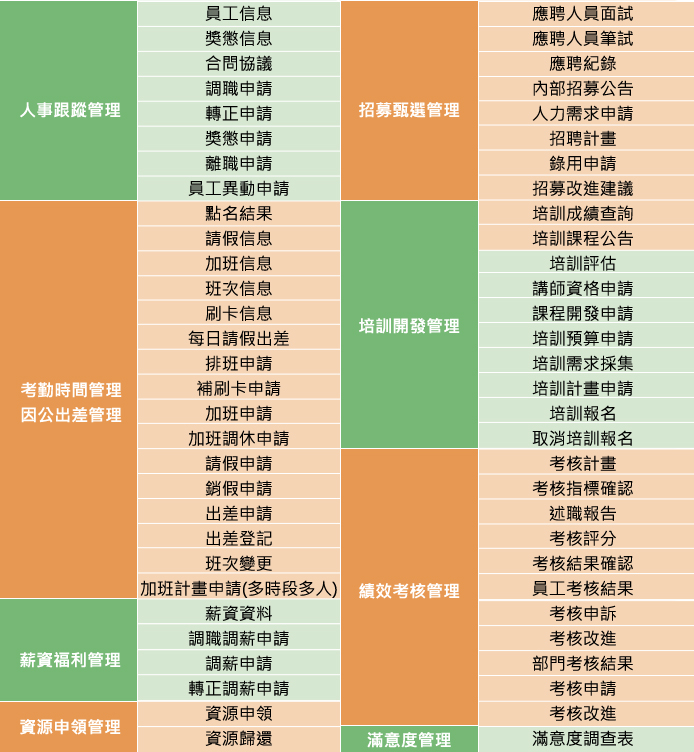 人事跟蹤管理
員工信息
獎懲信息
合問協議
調職申請
轉正申請
獎懲申請
離職申請
員工異動申請
考勤時間管理
因公出差管理
點名結果
請假信息
加班信息
班次信息
刷卡信息
每日請假出差
排班申請
補刷卡申請
加班申請
加班調休申請
請假申請
銷假申請
出差申請
出差登記
班次變更
加班計畫申請(多時段多人)
薪資福利管理
薪資資料
調職調薪申請
調薪申請
轉正調薪申請
資源申領管理
資源申領
資源歸還
招募甄選管理
應聘人員面試
應聘人員筆試
應聘紀錄
內部招募公告
人力需求申請
招聘計畫
錄用申請
招募改進建議
培訓開發管理
培訓成績查詢
培訓課程公告
培訓評估
講師資格申請
課程開發申請
培訓預算申請
培訓需求採集
培訓計畫申請
培訓報名
取消培訓報名
績效考核管理
考核計畫
考核指標確認
述職報告
考核評分
考核結果確認
員工考核結果
考核申訴
考核改進
部門考核結果
考核申請
考核改進
滿意度管理
滿意度調查表